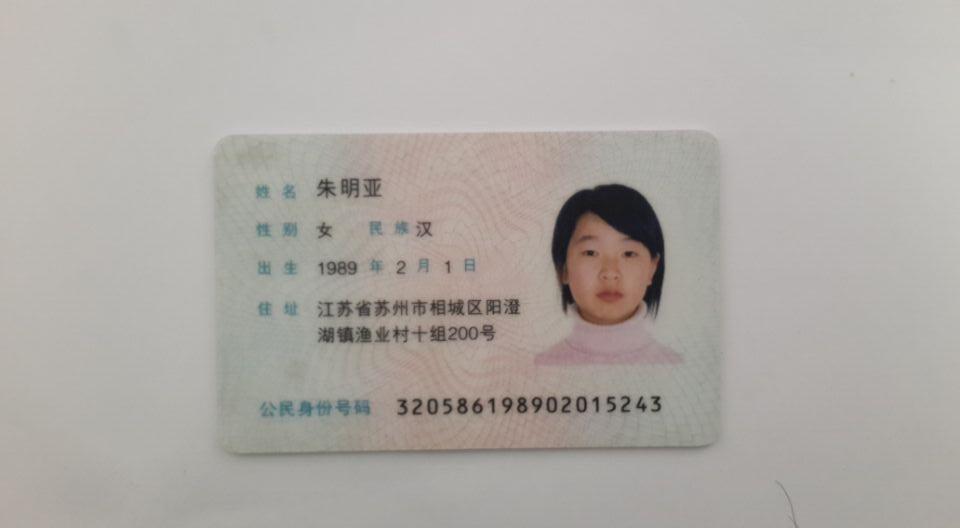 姓名 朱明亚
性别 女 民族 汉
出生 1989 年 2 月 1 日
住址 江苏省苏州市相城区阳澄
湖镇渔业村十组200号
公民身份号码 320586198902015243